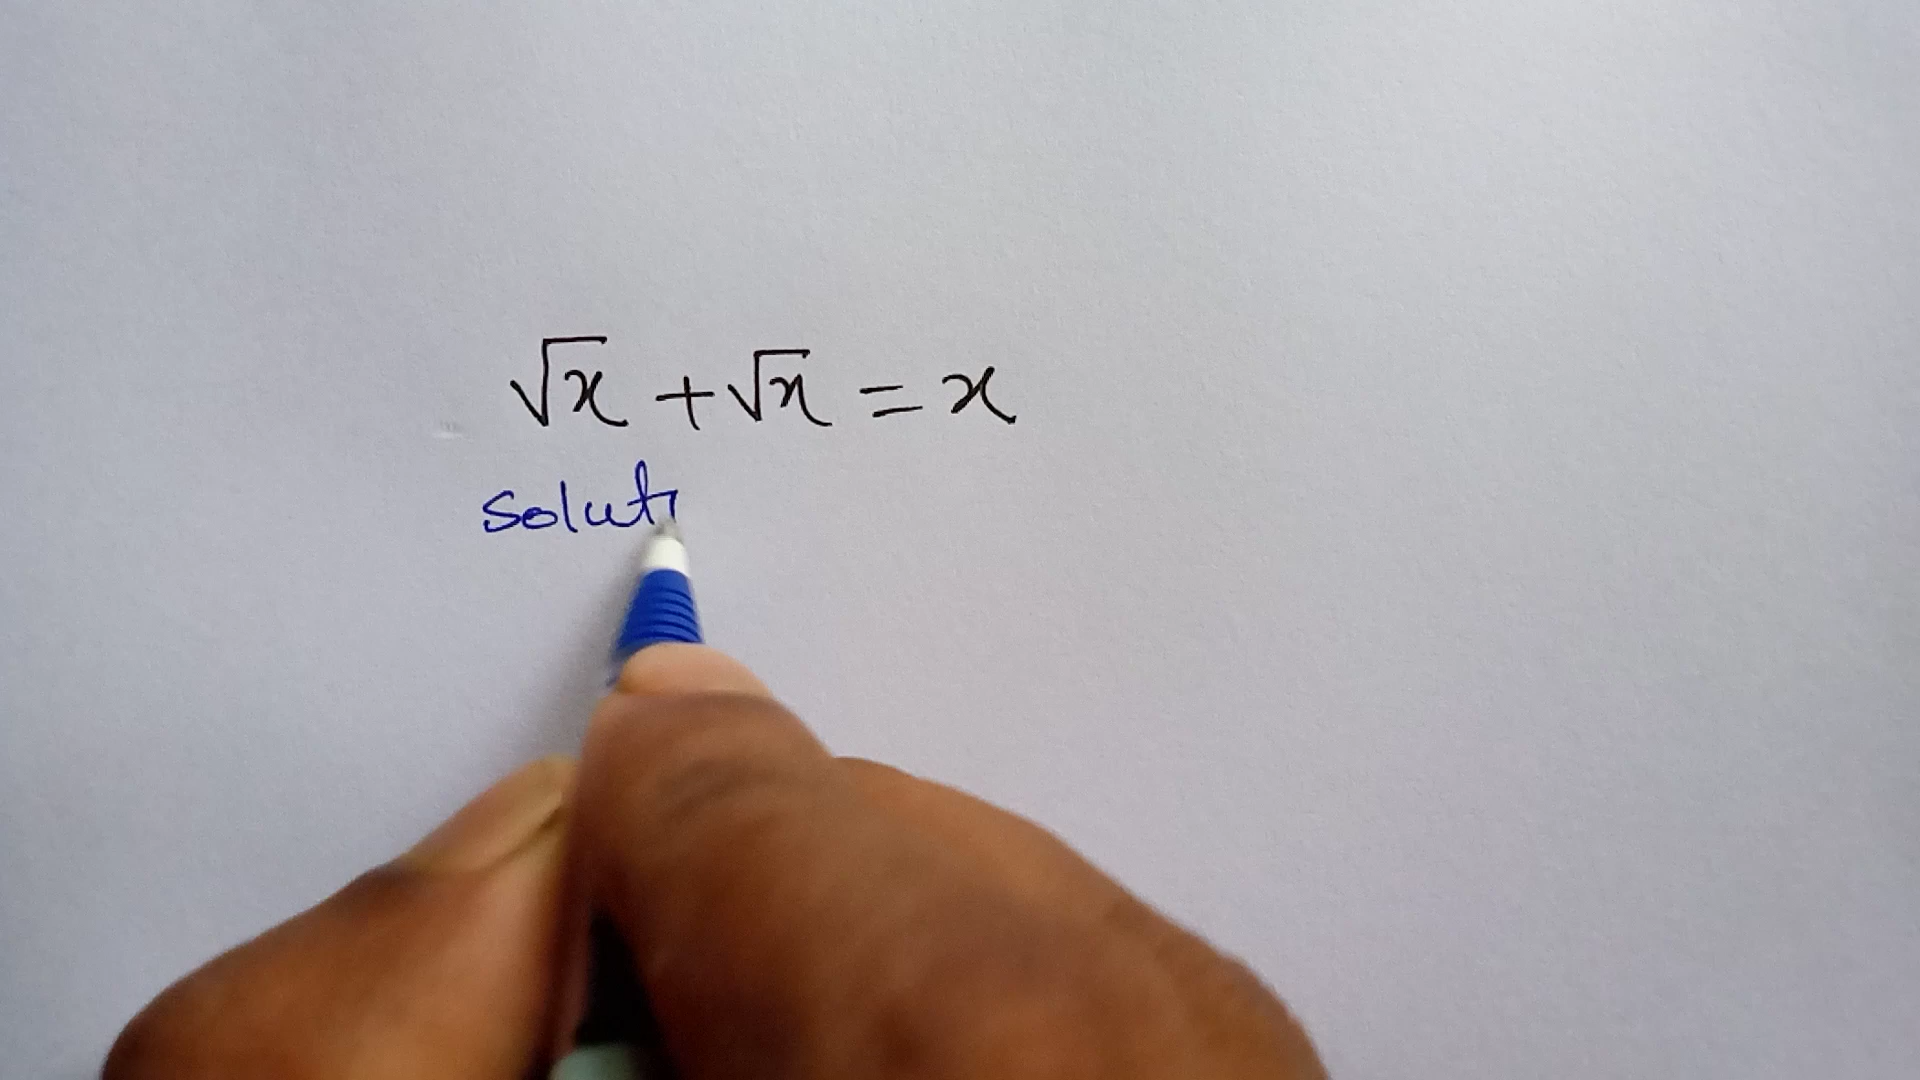 √x + √x = x
Soluti